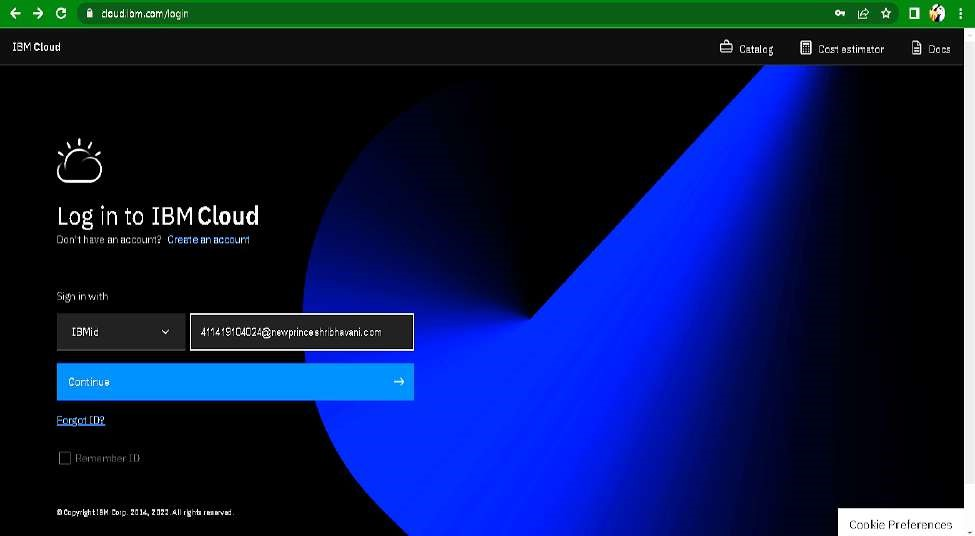 cloud.ibm.com/login
IBM Cloud
Catalog
Cost estimator
Docs
Log in to IBM Cloud
Don't have an account? Create an account
Sign in with
IBMid
411419104024@newprinceshribhavani.com
Continue
Forgot ID?
Remember ID
© Copyright IBM Corp. 2014, 2022. All rights reserved.
Cookie Preferences